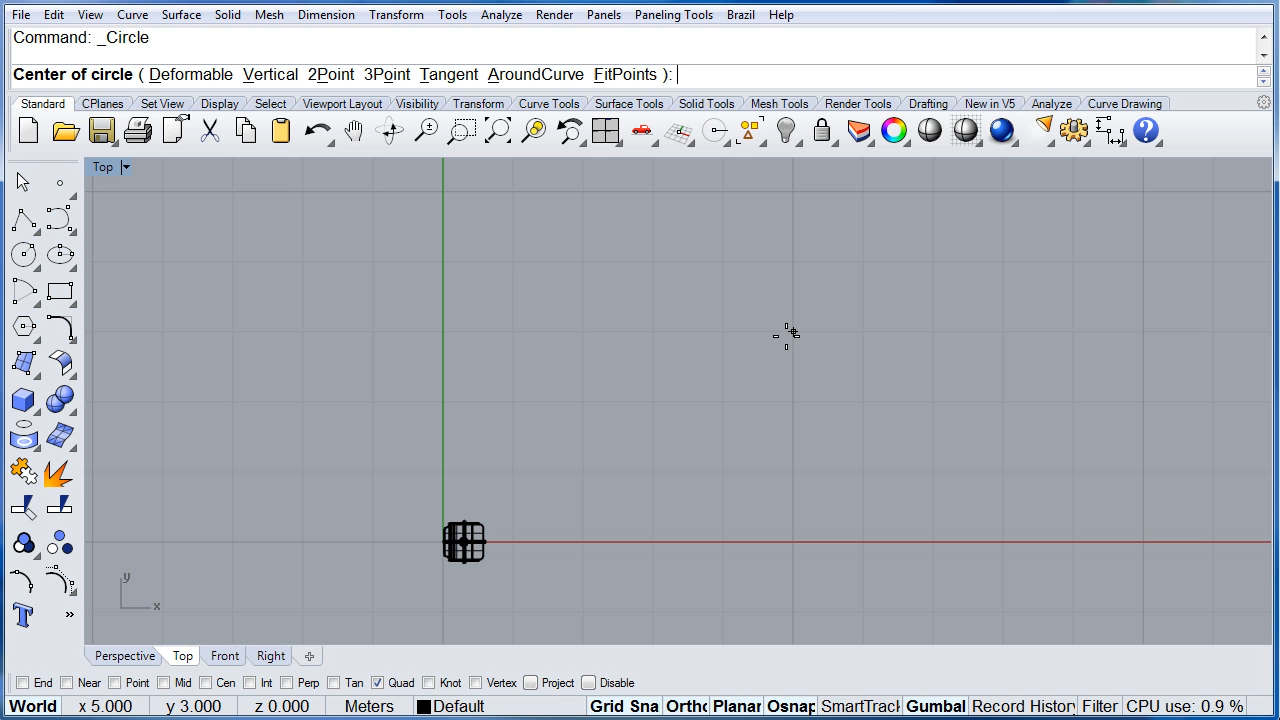 File Edit View Curve Surface Solid Mesh Dimension Transform Tools Analyze Render Panels Paneling Tools Brazil Help
Command: _Circle
Center of circle ( Deformable Vertical 2Point 3Point Tangent AroundCurve FitPoints ):
Standard CPlanes Set View Display Select Viewport Layout Visibility Transform Curve Tools Surface Tools Solid Tools Mesh Tools Render Tools Drafting New in V5 Analyze Curve Drawing
Top
y
x
Perspective Top Front Right
End Near Point Mid Cen Int Perp Tan Quad Knot Vertex Project Disable
World x 5.000 y 3.000 z 0.000 Meters Default Grid Sna Ortho Planar Osnap SmartTrack Gumbal Record History Filter CPU use: 0.9 %